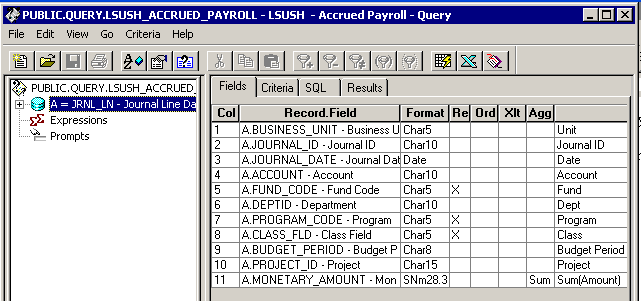 PUBLIC.QUERY.LSUSH_ACCRUED_PAYROLL - LSUSH - Accrued Payroll - Query
File Edit View Go Criteria Help
PUBLIC.QUERY.LSUSH_ACCRUED_
A = JRNL_LN - Journal Line Da
Expressions
Prompts
Fields Criteria SQL Results
Col Record.Field Format Re Ord Xlt Agg
1 A.BUSINESS_UNIT - Business U Char5 Unit
2 A.JOURNAL_ID - Journal ID Char10 Journal ID
3 A.JOURNAL_DATE - Journal Dat Date Date
4 A.ACCOUNT - Account Char10 Account
5 A.FUND_CODE - Fund Code Char5 X Fund
6 A.DEPTID - Department Char10 Dept
7 A.PROGRAM_CODE - Program Char5 X Program
8 A.CLASS_FLD - Class Field Char5 X Class
9 A.BUDGET_PERIOD - Budget P Char8 Budget Period
10 A.PROJECT_ID - Project Char15 Project
11 A.MONETARY_AMOUNT - Mon SNm28.3 Sum Sum(Amount)